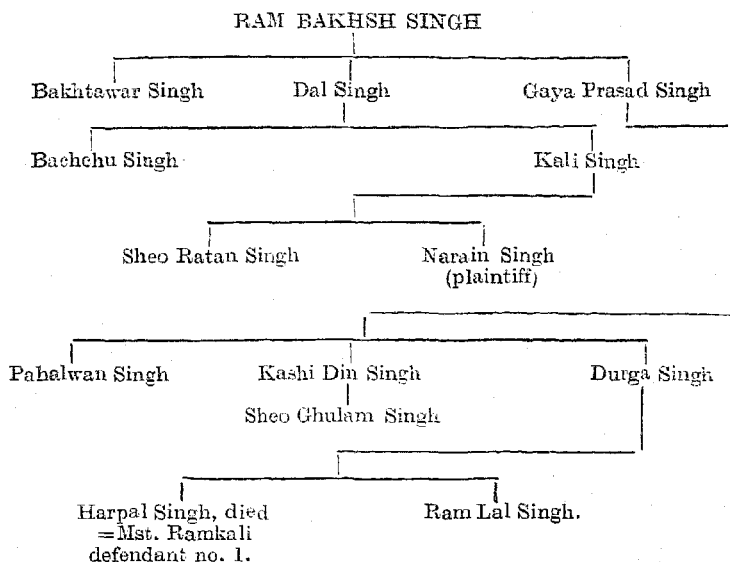 RAM BAKHSH SINGH
Bakhtawar Singh Dal Singh Gaya Prasad Singh
Bachchu Singh Kali Singh
Sheo Ratan Singh Narain Singh
(plaintiff)
Pahalwan Singh Kashi Din Singh Durga Singh
Sheo Ghulam Singh
Harpal Singh, died Ram Lal Singh.
=Mst. Ramkali
defendant no. 1.